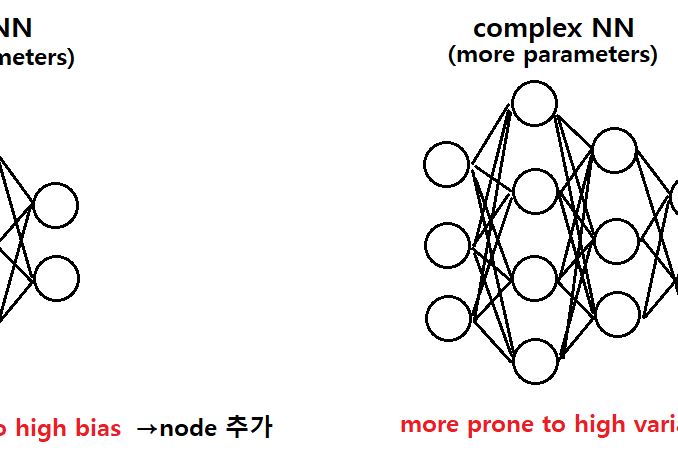 NN
meters)
complex NN
(more parameters)
o high bias →node 추가
more prone to high varia